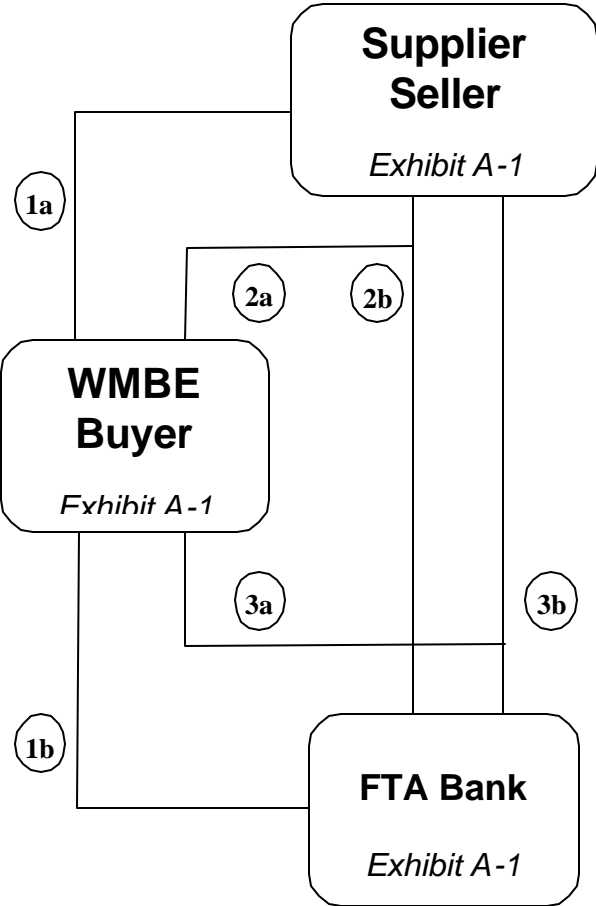 Supplier
Seller
Exhibit A-1
1a
2a
2b
WMBE
Buyer
Exhibit A-1
3a
3b
1b
FTA Bank
Exhibit A-1